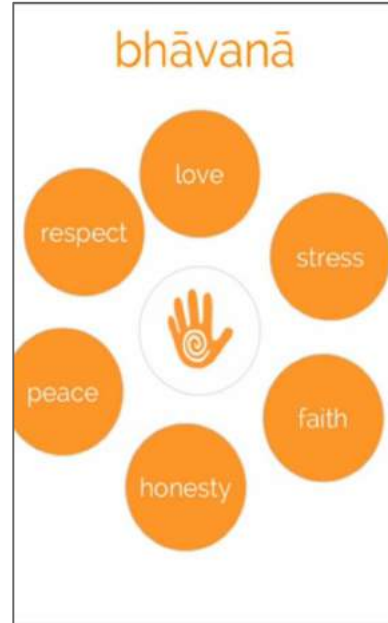 bhāvanā
love
respect
stress
peace
faith
honesty